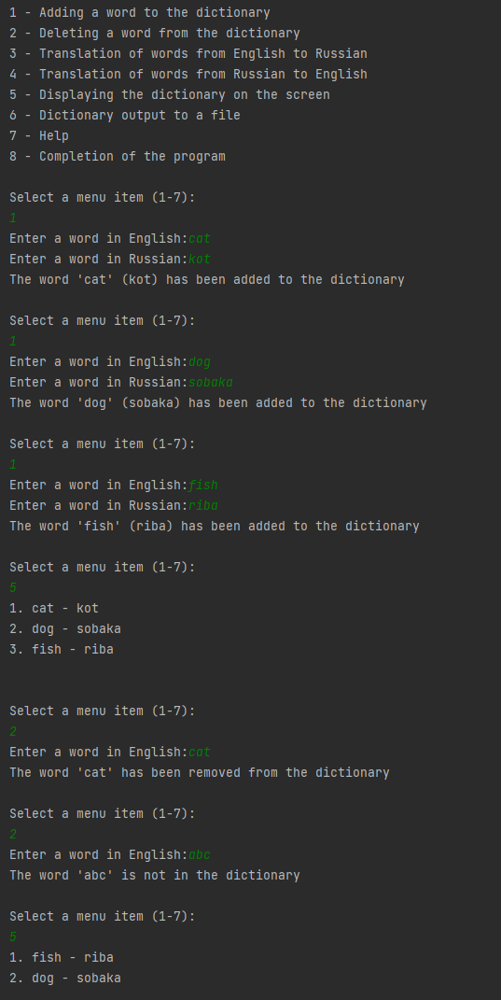 1 - Adding a word to the dictionary
2 - Deleting a word from the dictionary
3 - Translation of words from English to Russian
4 - Translation of words from Russian to English
5 - Displaying the dictionary on the screen
6 - Dictionary output to a file
7 - Help
8 - Completion of the program
Select a menu item (1-7):
1
Enter a word in English:cat
Enter a word in Russian:kot
The word 'cat' (kot) has been added to the dictionary
Select a menu item (1-7):
1
Enter a word in English:dog
Enter a word in Russian:sobaka
The word 'dog' (sobaka) has been added to the dictionary
Select a menu item (1-7):
1
Enter a word in English:fish
Enter a word in Russian:riba
The word 'fish' (riba) has been added to the dictionary
Select a menu item (1-7):
5
1. cat - kot
2. dog - sobaka
3. fish - riba
Select a menu item (1-7):
2
Enter a word in English:cat
The word 'cat' has been removed from the dictionary
Select a menu item (1-7):
2
Enter a word in English:abc
The word 'abc' is not in the dictionary
Select a menu item (1-7):
5
1. fish - riba
2. dog - sobaka